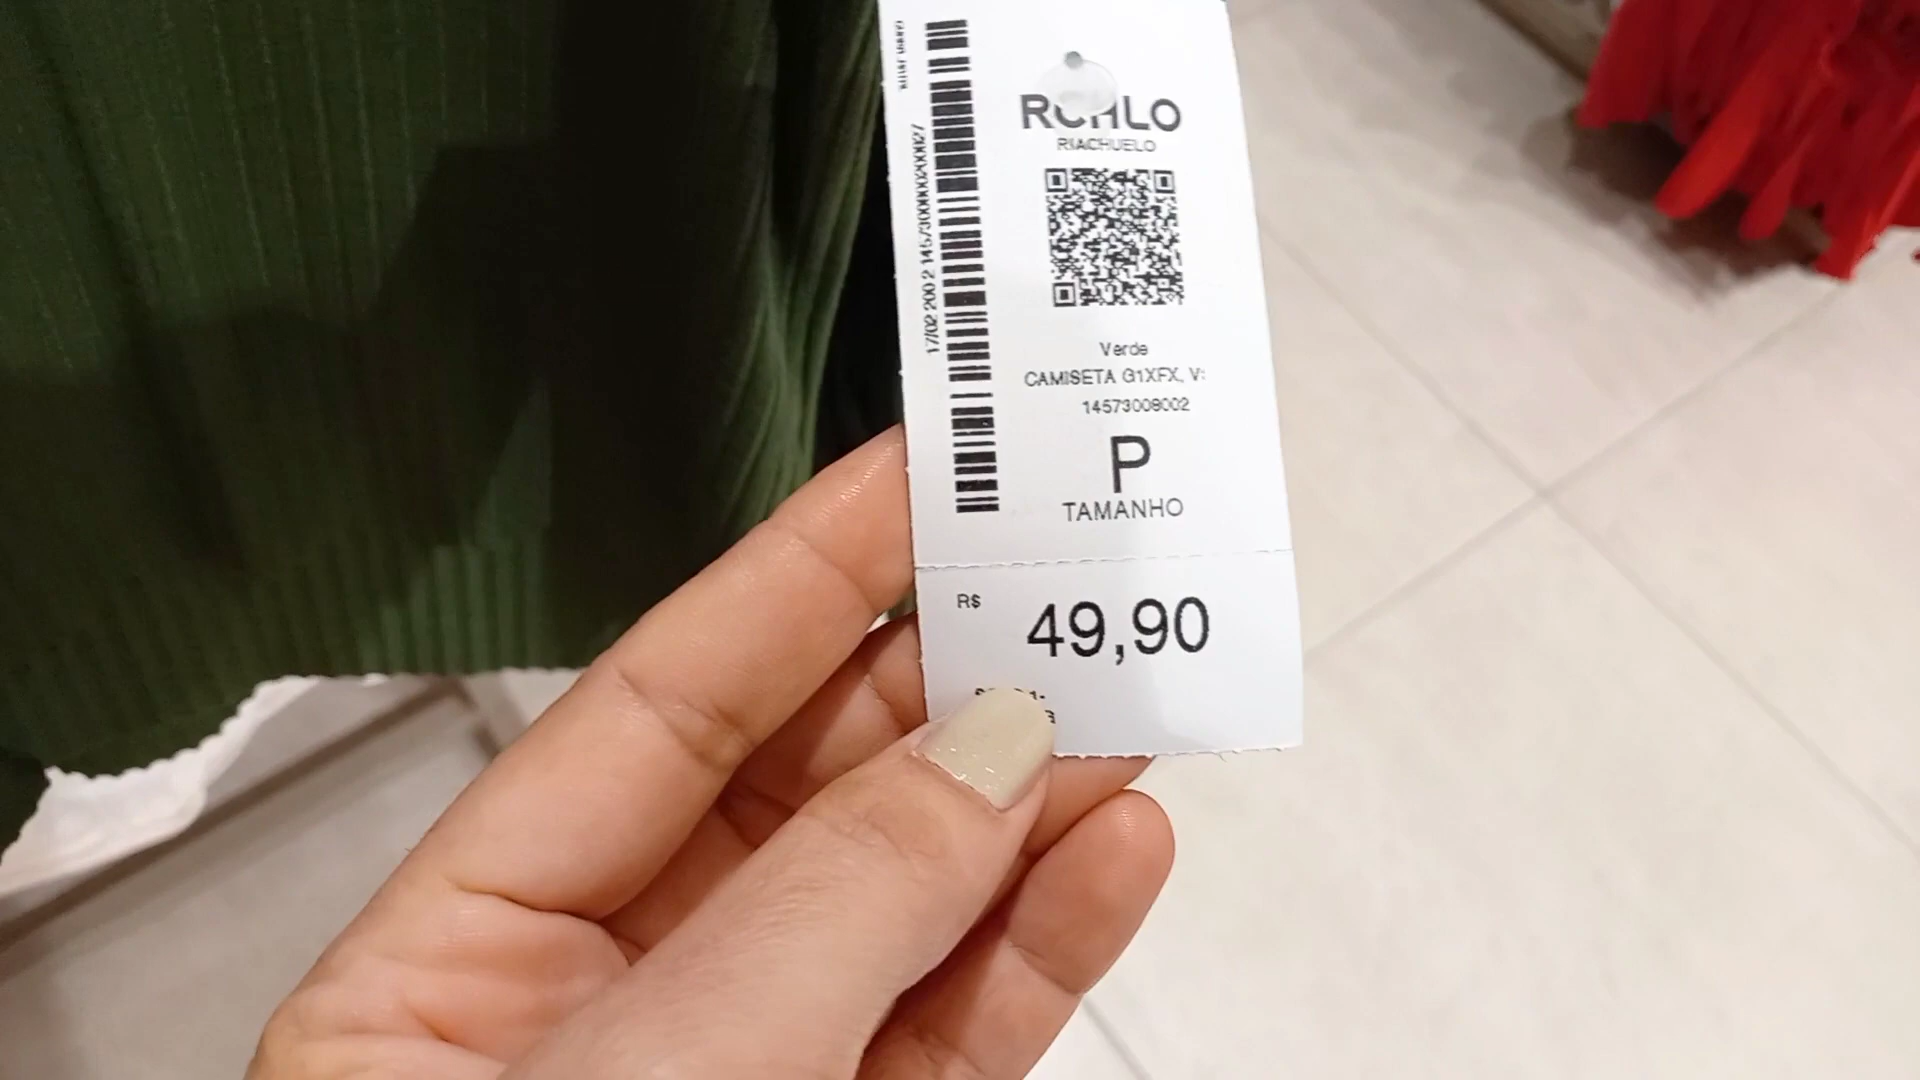 RCHLO
RIACHUELO
Verde
CAMISETA G1XFX, V:
14573008002
P
TAMANHO
R$
49,90